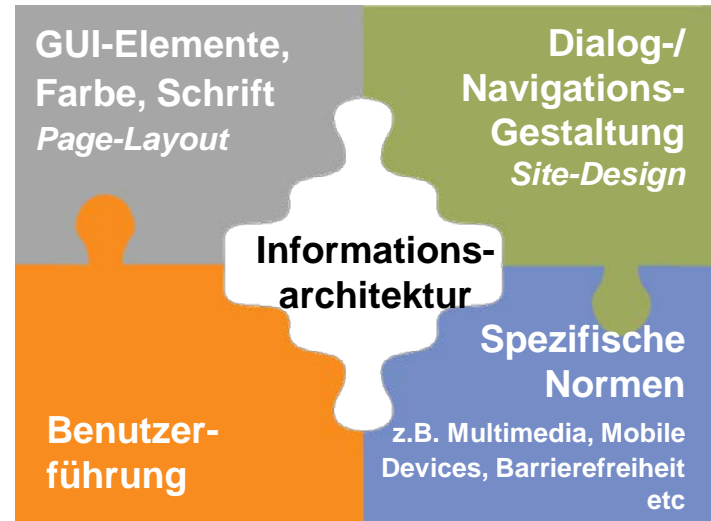 GUI-Elemente,
Farbe, Schrift
Page-Layout
Dialog-/
Navigations-
Gestaltung
Site-Design
Informations-
architektur
Benutzer-
führung
Spezifische
Normen
z.B. Multimedia, Mobile
Devices, Barrierefreiheit
etc